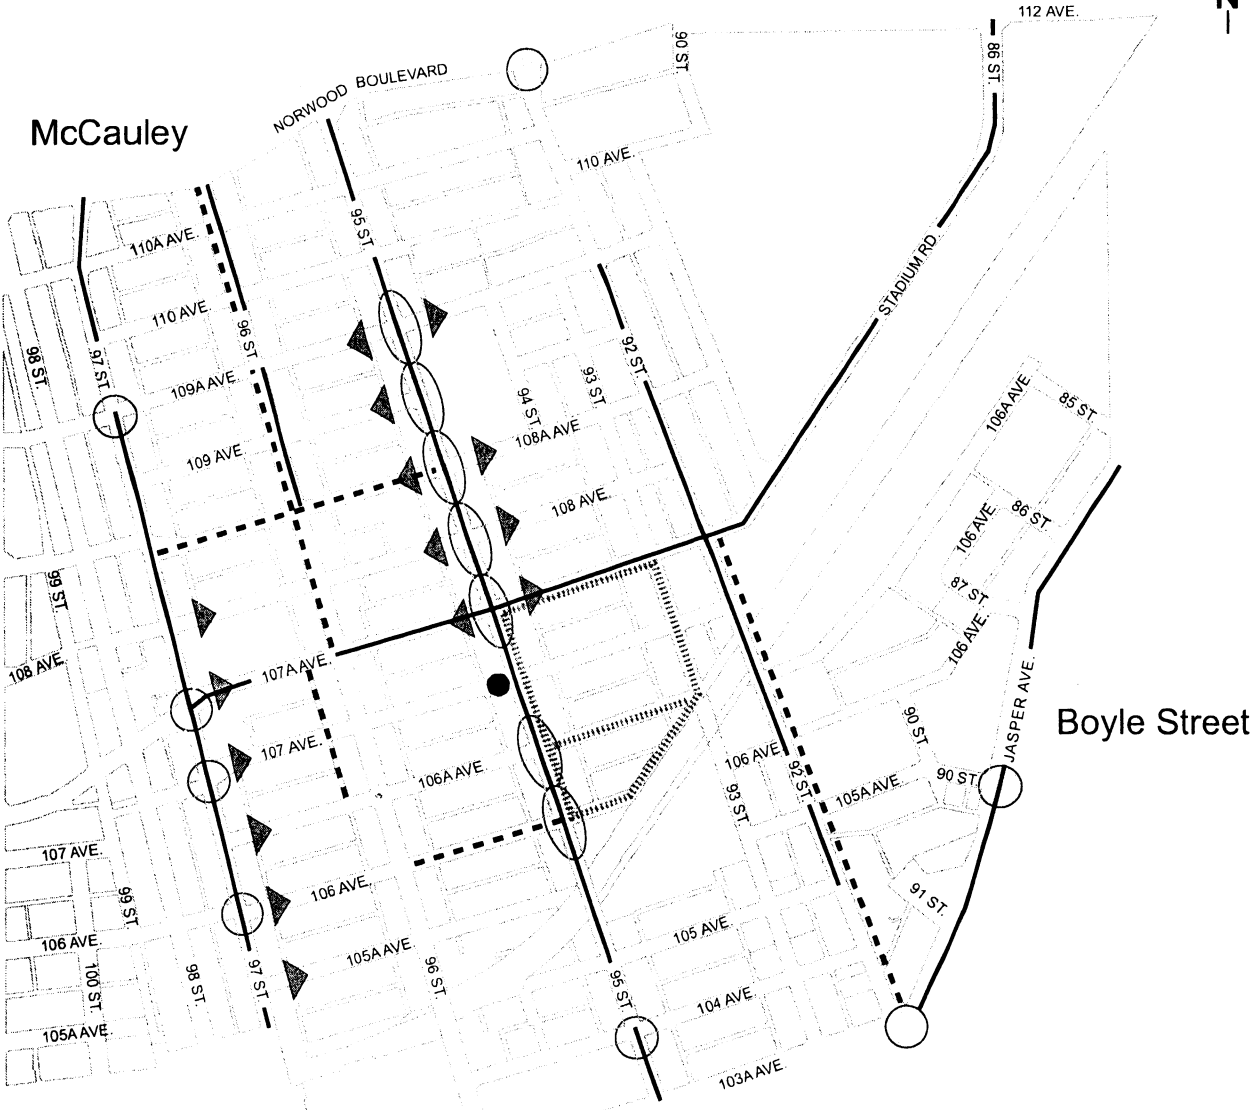 112 AVE.
N
90 ST.
86 ST.
NORWOOD BOULEVARD
McCauley
110 AVE.
95 ST.
110A AVE.
STADIUM RD.
110 AVE.
96 ST.
92 ST.
98 ST.
97 ST.
109A AVE.
93 ST.
94 ST.
106A AVE.
85 ST.
108A AVE.
109 AVE.
108 AVE.
106 AVE.
86 ST.
99 ST.
87 ST.
106 AVE.
108 AVE.
107A AVE.
JASPER AVE.
90 ST.
Boyle Street
107 AVE.
106A AVE.
106 AVE.
92 ST.
90 ST.
93 ST.
105A AVE.
107 AVE.
106 AVE.
99 ST.
91 ST.
105 AVE.
106 AVE.
105A AVE.
100 ST.
98 ST.
97 ST.
96 ST.
95 ST.
104 AVE.
105A AVE.
103A AVE.